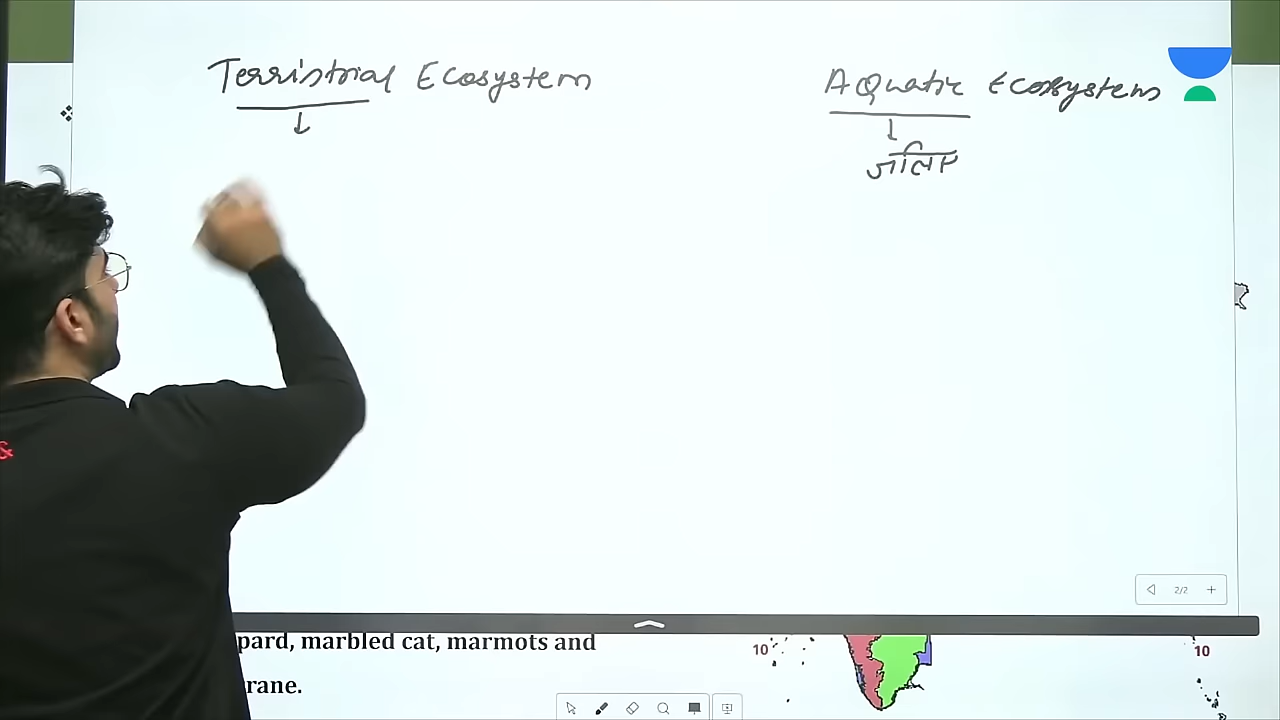 Terristrial Ecosystem
Aquatic Ecosystem
जलिए
&
2/2
pard, marbled cat, marmots and
rane.
10
10